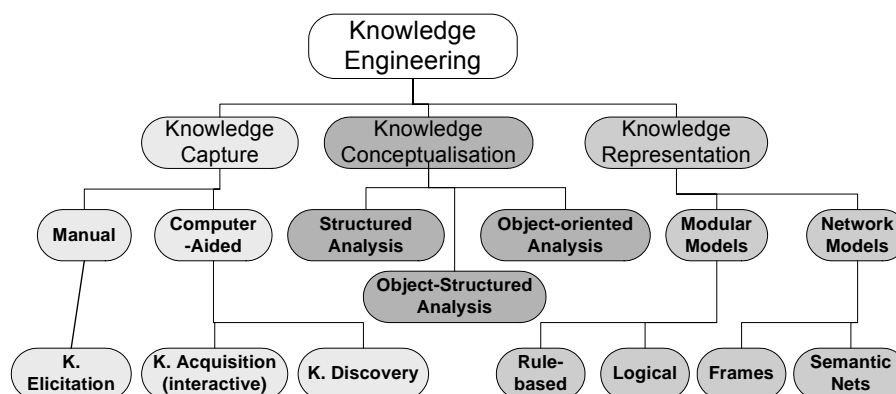 Knowledge
Engineering
Knowledge
Capture
Knowledge
Conceptualisation
Knowledge
Representation
Manual
Computer
-Aided
Structured
Analysis
Object-oriented
Analysis
Modular
Models
Network
Models
Object-Structured
Analysis
K.
Elicitation
K. Acquisition
(interactive)
K. Discovery
Rule-
based
Logical
Frames
Semantic
Nets